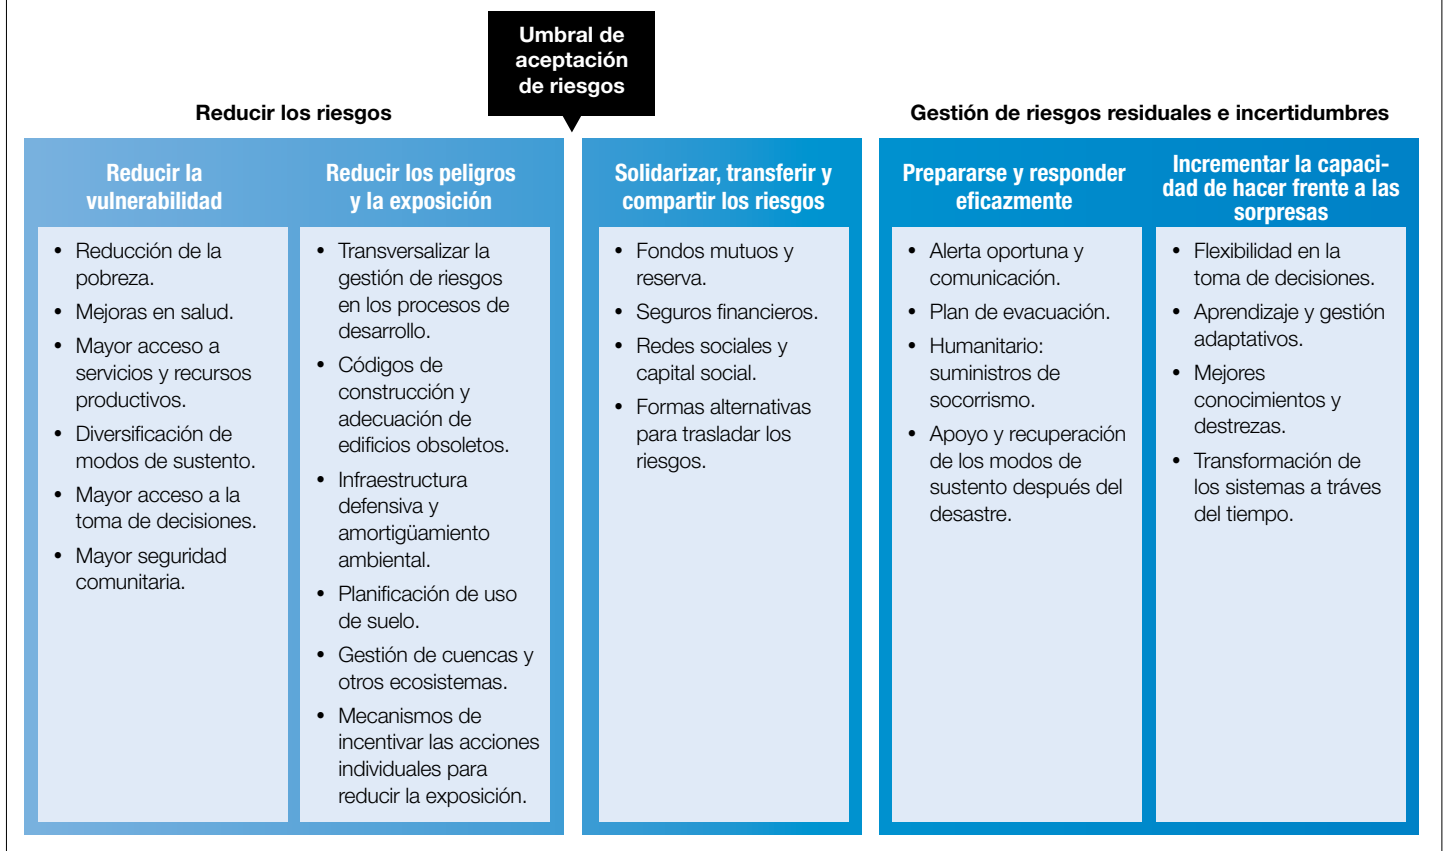 Umbral de
aceptación
de riesgos
Reducir los riesgos
Gestión de riesgos residuales e incertidumbres
Reducir la
vulnerabilidad
• Reducción de la
pobreza.
• Mejoras en salud.
• Mayor acceso a
servicios y recursos
productivos.
• Diversificación de
modos de sustento.
• Mayor acceso a la
toma de decisiones.
• Mayor seguridad
comunitaria.
Reducir los peligros
y la exposición
• Transversalizar la
gestión de riesgos
en los procesos de
desarrollo.
• Códigos de
construcción y
adecuación de
edificios obsoletos.
• Infraestructura
defensiva y
amortigüamiento
ambiental.
• Planificación de uso
de suelo.
• Gestión de cuencas y
otros ecosistemas.
• Mecanismos de
incentivar las acciones
individuales para
reducir la exposición.
Solidarizar, transferir y
compartir los riesgos
• Fondos mutuos y
reserva.
• Seguros financieros.
• Redes sociales y
capital social.
• Formas alternativas
para trasladar los
riesgos.
Prepararse y responder
eficazmente
• Alerta oportuna y
comunicación.
• Plan de evacuación.
• Humanitario:
suministros de
socorrismo.
• Apoyo y recuperación
de los modos de
sustento después del
desastre.
Incrementar la capaci-
dad de hacer frente a las
sorpresas
• Flexibilidad en la
toma de decisiones.
• Aprendizaje y gestión
adaptativos.
• Mejores
conocimientos y
destrezas.
• Transformación de
los sistemas a tráves
del tiempo.